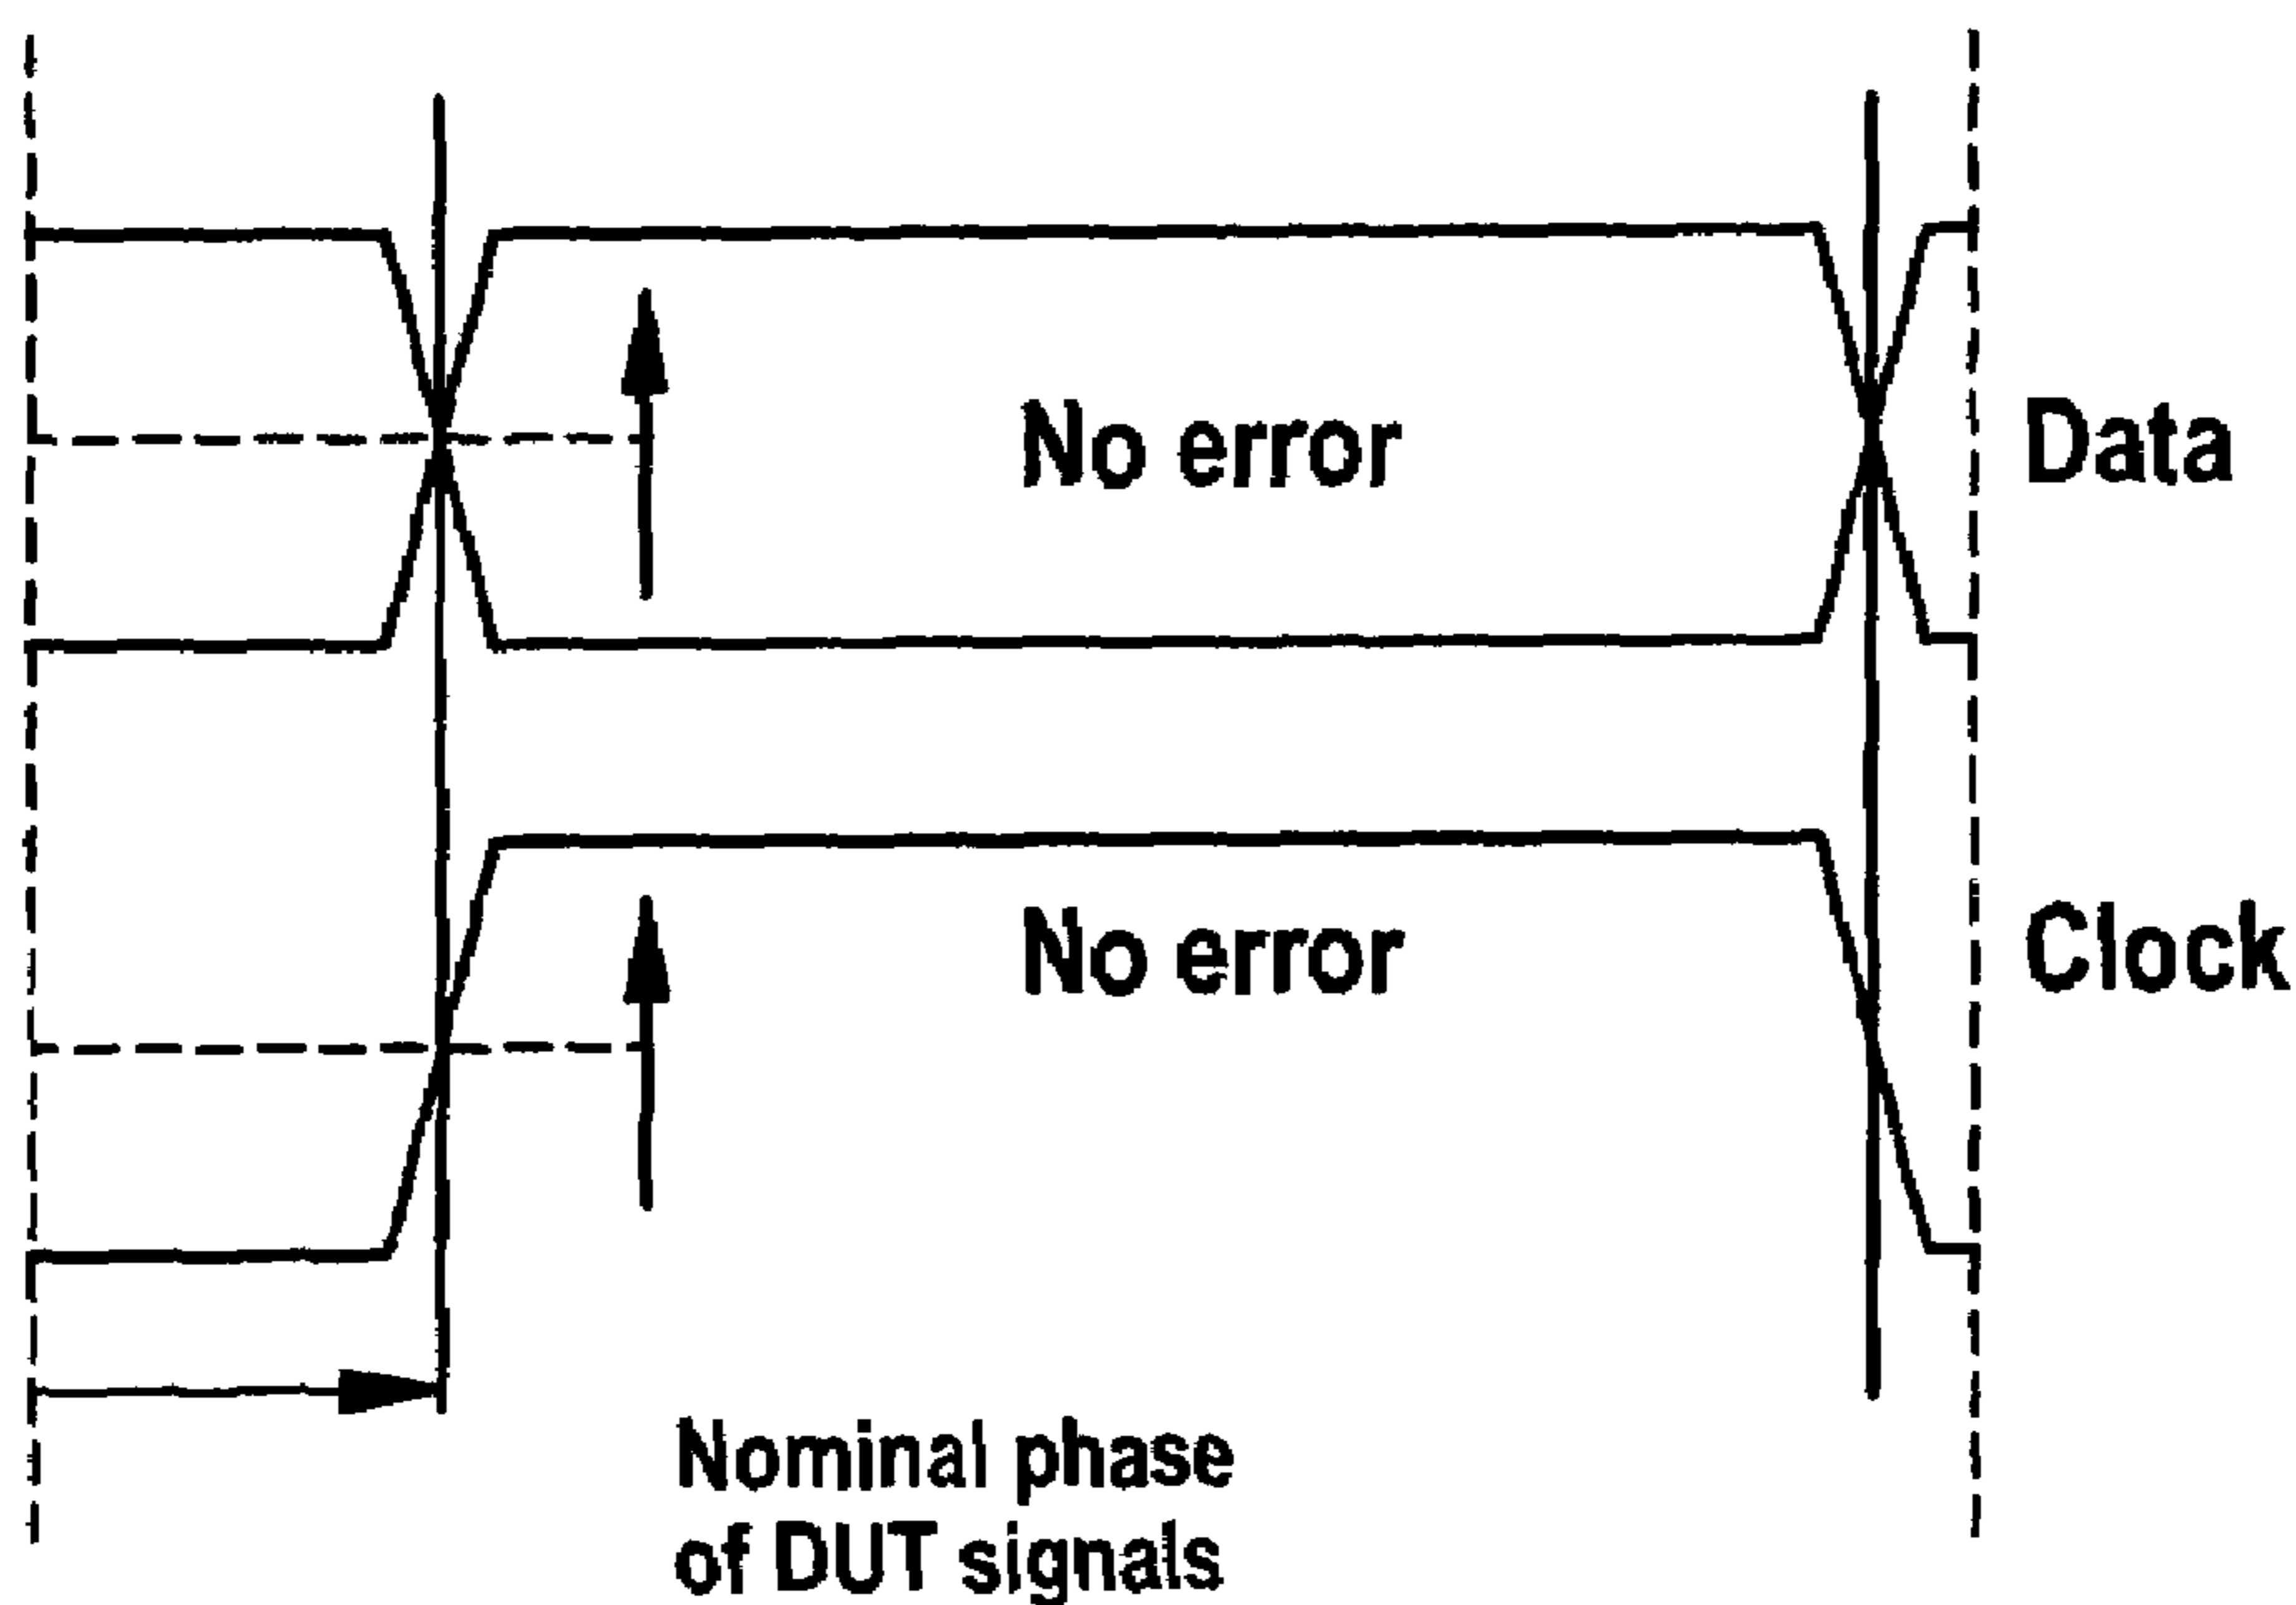 No error
Data
No error
Clock
Nominal phase
of DUT signals